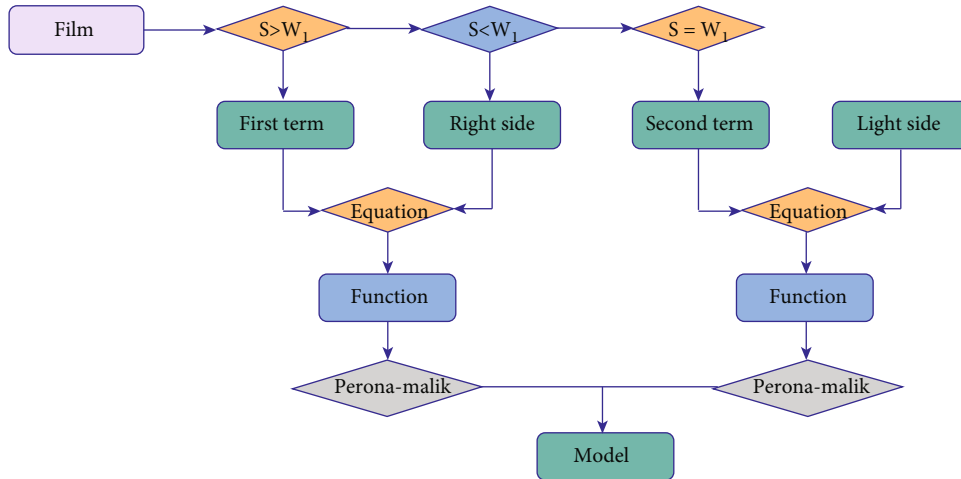 Film
S>W₁
S<W₁
S = W₁
First term
Right side
Second term
Light side
Equation
Equation
Function
Function
Perona-malik
Perona-malik
Model